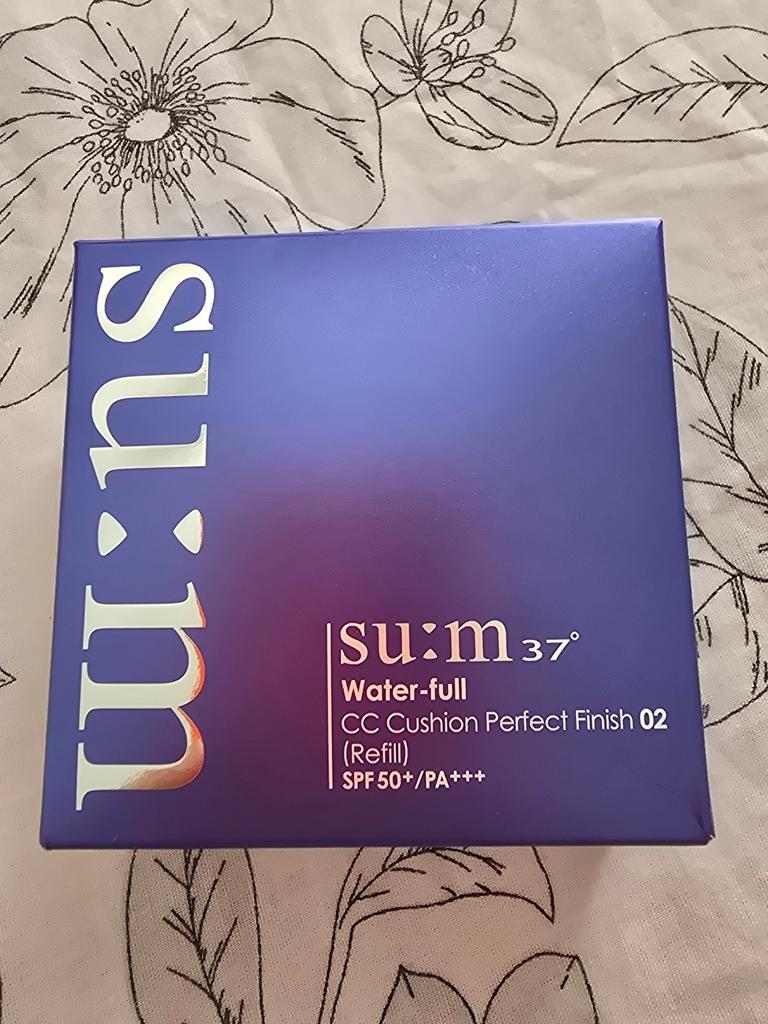 su:m
su:m 37°
Water-full
CC Cushion Perfect Finish 02
(Refill)
SPF 50+/PA+++